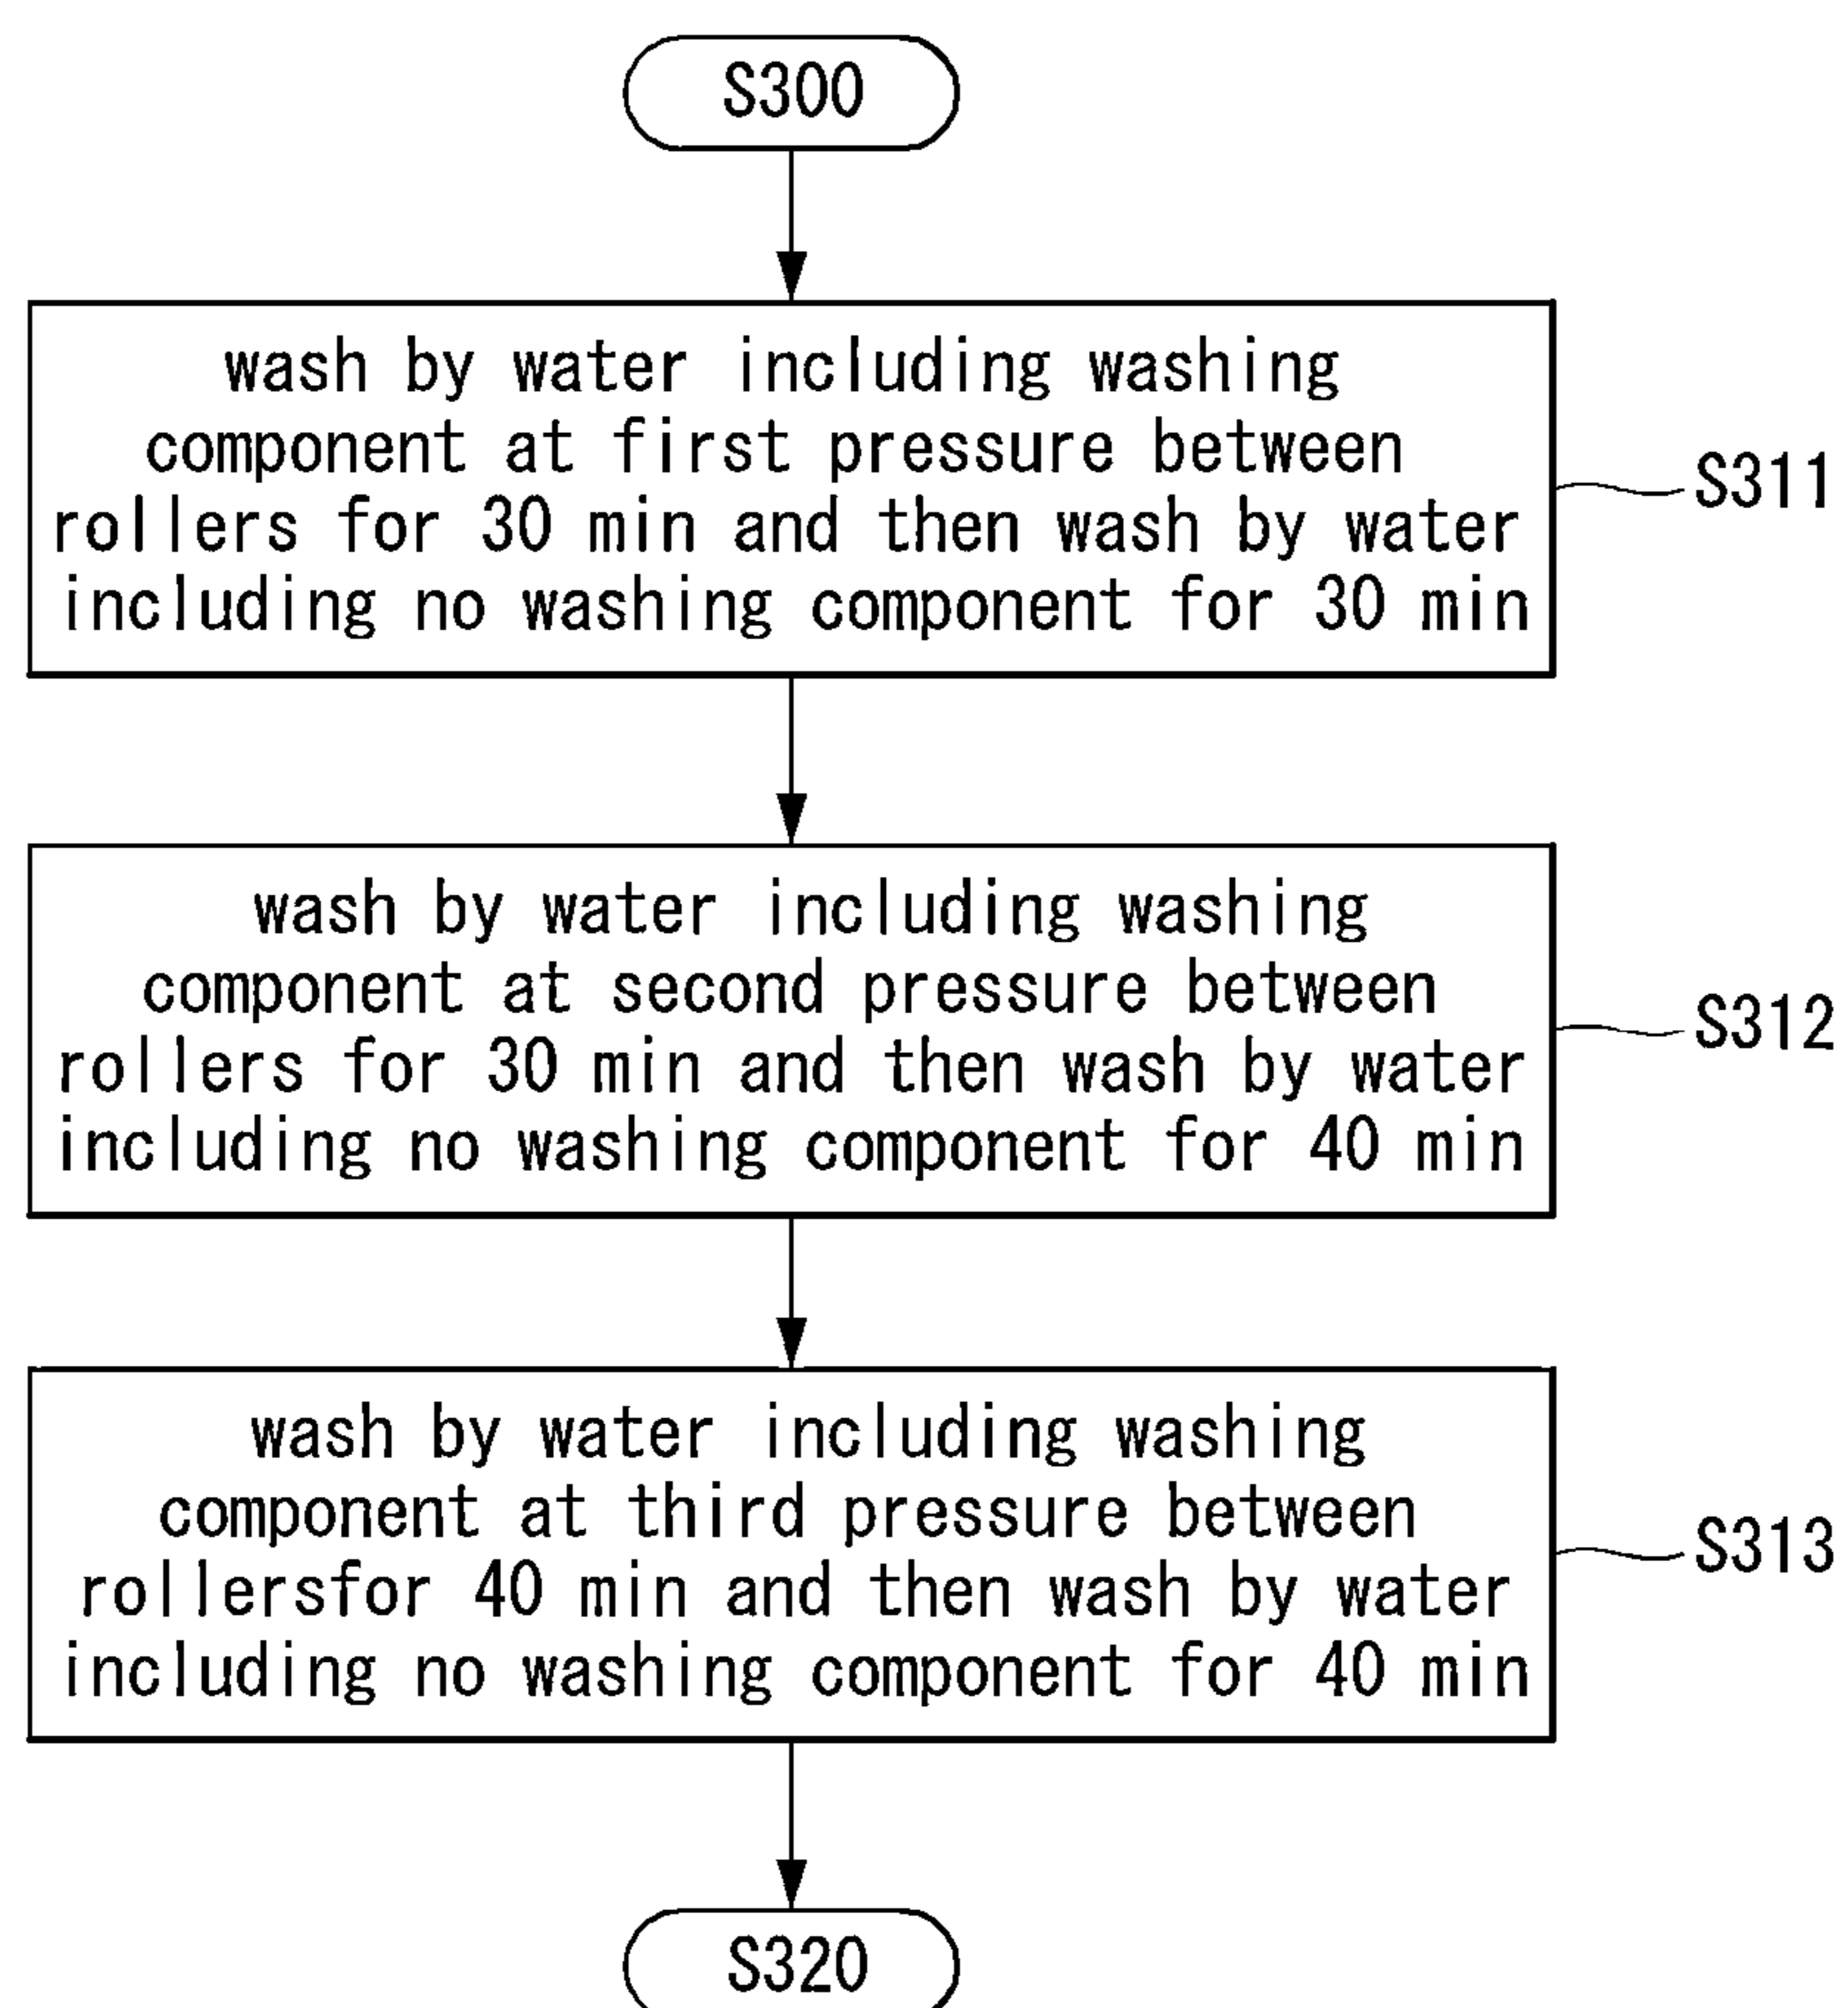 S300
wash by water including washing
component at first pressure between
rollers for 30 min and then wash by water
including no washing component for 30 min
S311
wash by water including washing
component at second pressure between
rollers for 30 min and then wash by water
including no washing component for 40 min
S312
wash by water including washing
component at third pressure between
rollersfor 40 min and then wash by water
including no washing component for 40 min
S313
S320